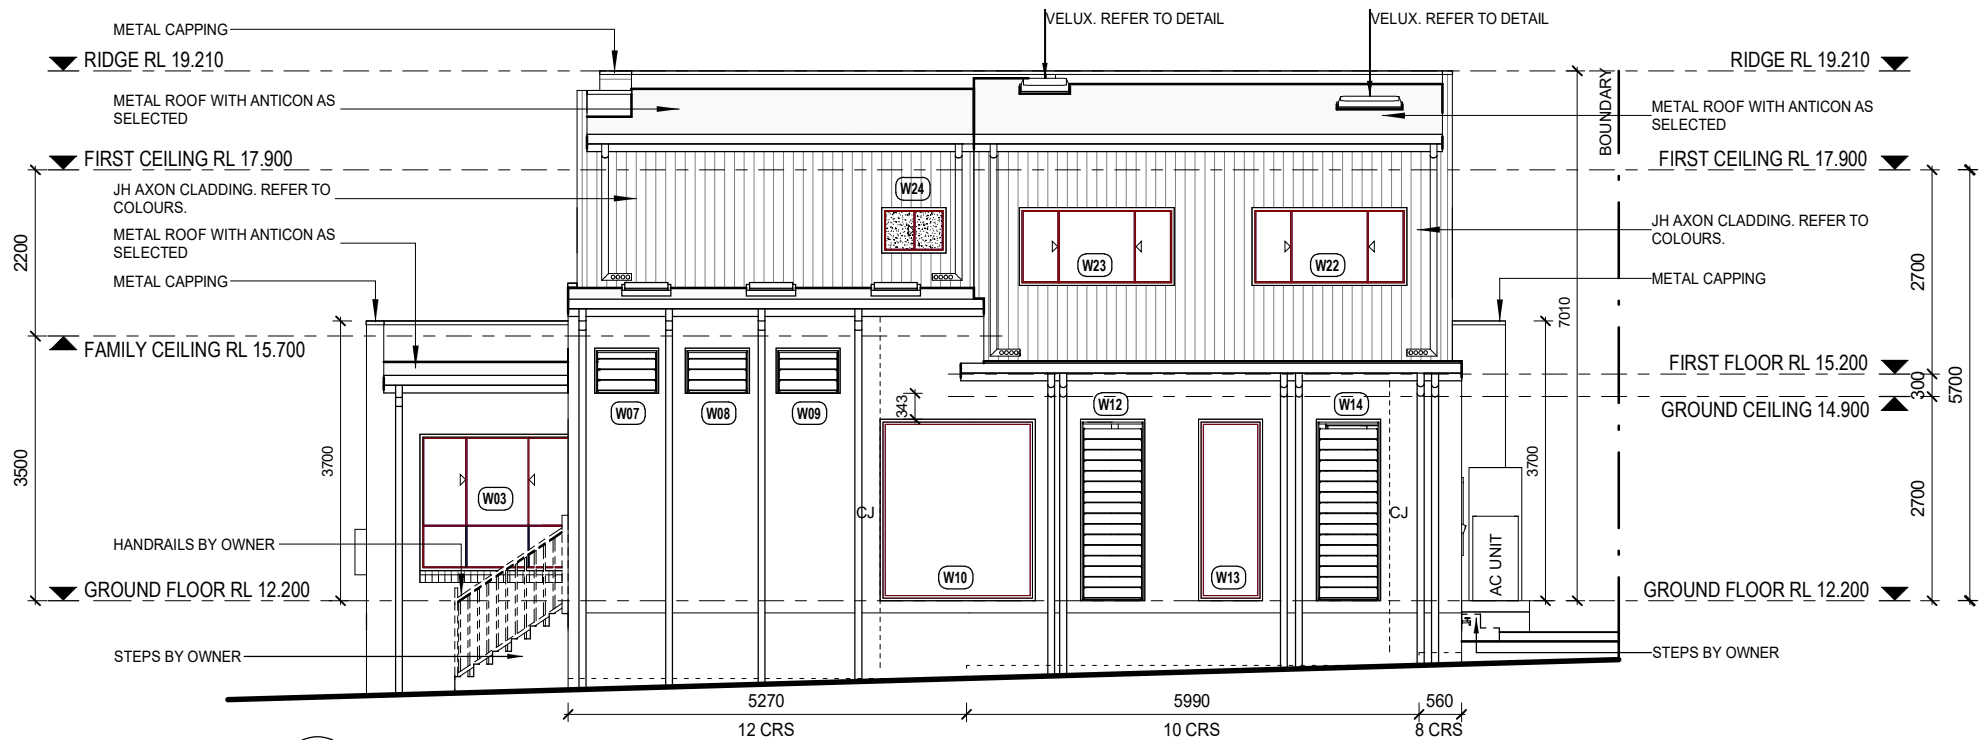 METAL CAPPING
VELUX. REFER TO DETAIL
VELUX. REFER TO DETAIL
RIDGE RL 19.210
RIDGE RL 19.210
METAL ROOF WITH ANTICON AS
SELECTED
BOUNDARY
METAL ROOF WITH ANTICON AS
SELECTED
FIRST CEILING RL 17.900
FIRST CEILING RL 17.900
JH AXON CLADDING. REFER TO
COLOURS.
W24
JH AXON CLADDING. REFER TO
COLOURS.
METAL ROOF WITH ANTICON AS
SELECTED
2200
W23
W22
2700
METAL CAPPING
METAL CAPPING
7010
FAMILY CEILING RL 15.700
FIRST FLOOR RL 15.200
300
5700
W07
W08
W09
343
W12
W14
GROUND CEILING 14.900
3500
3700
3700
2700
W03
CJ
CJ
HANDRAILS BY OWNER
W10
W13
AC UNIT
GROUND FLOOR RL 12.200
GROUND FLOOR RL 12.200
STEPS BY OWNER
STEPS BY OWNER
5270
5990
560
12 CRS
10 CRS
8 CRS